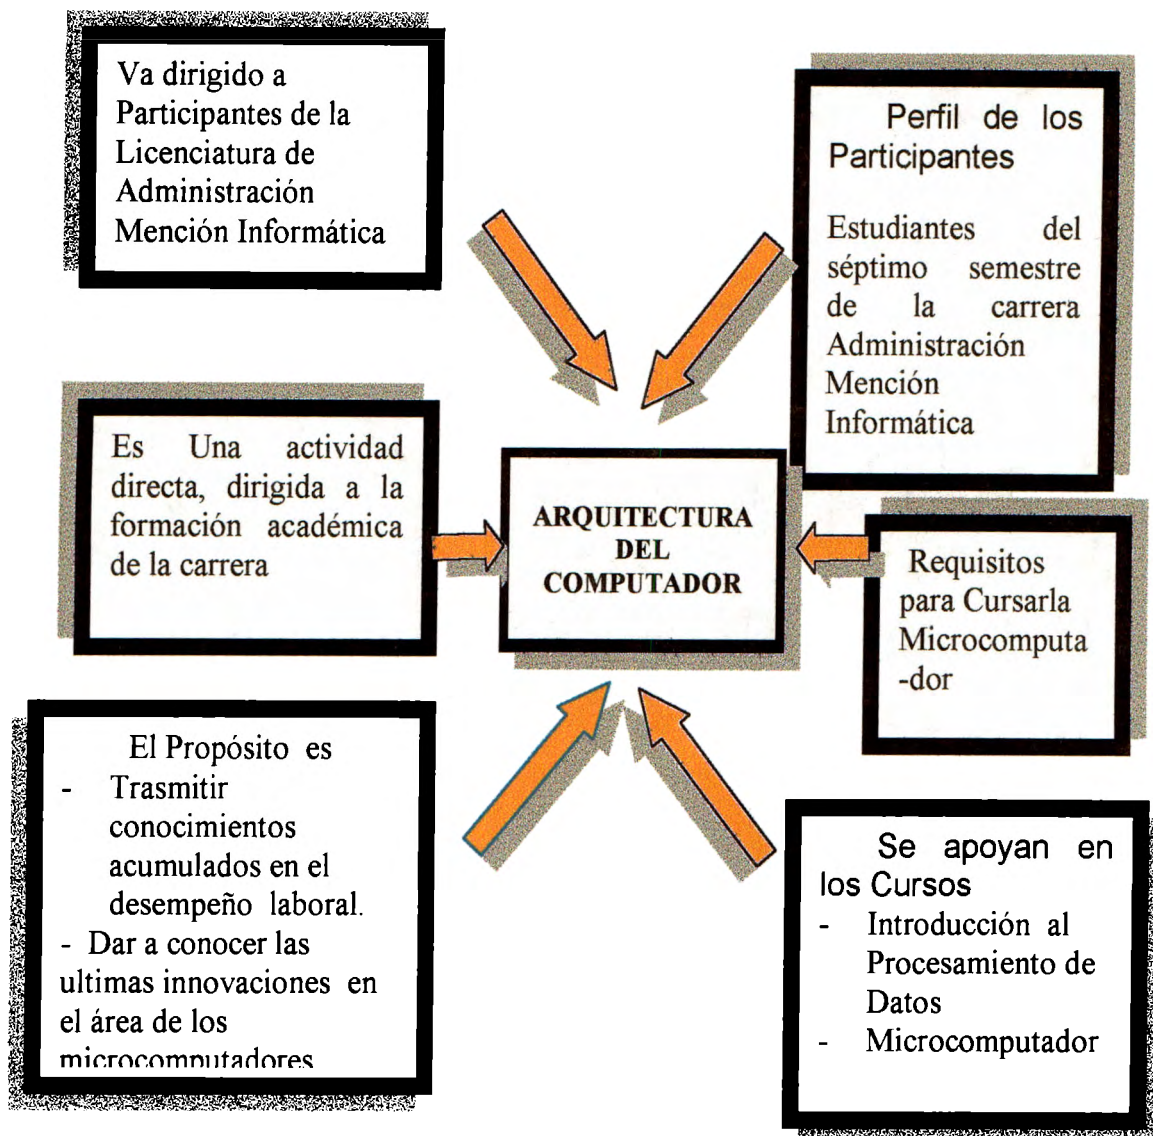 Va dirigido a
Participantes de la
Licenciatura de
Administración
Mención Informática
Perfil de los
Participantes
Estudiantes del
séptimo semestre
de la carrera
Administración
Mención
Informática
Es Una actividad
directa, dirigida a la
formación académica
de la carrera
ARQUITECTURA
DEL
COMPUTADOR
Requisitos
para Cursarla
Microcomputa
-dor
El Propósito es
- Trasmitir
conocimientos
acumulados en el
desempeño laboral.
- Dar a conocer las
ultimas innovaciones en
el área de los
microcomputadores
Se apoyan en
los Cursos
- Introducción al
Procesamiento de
Datos
- Microcomputador